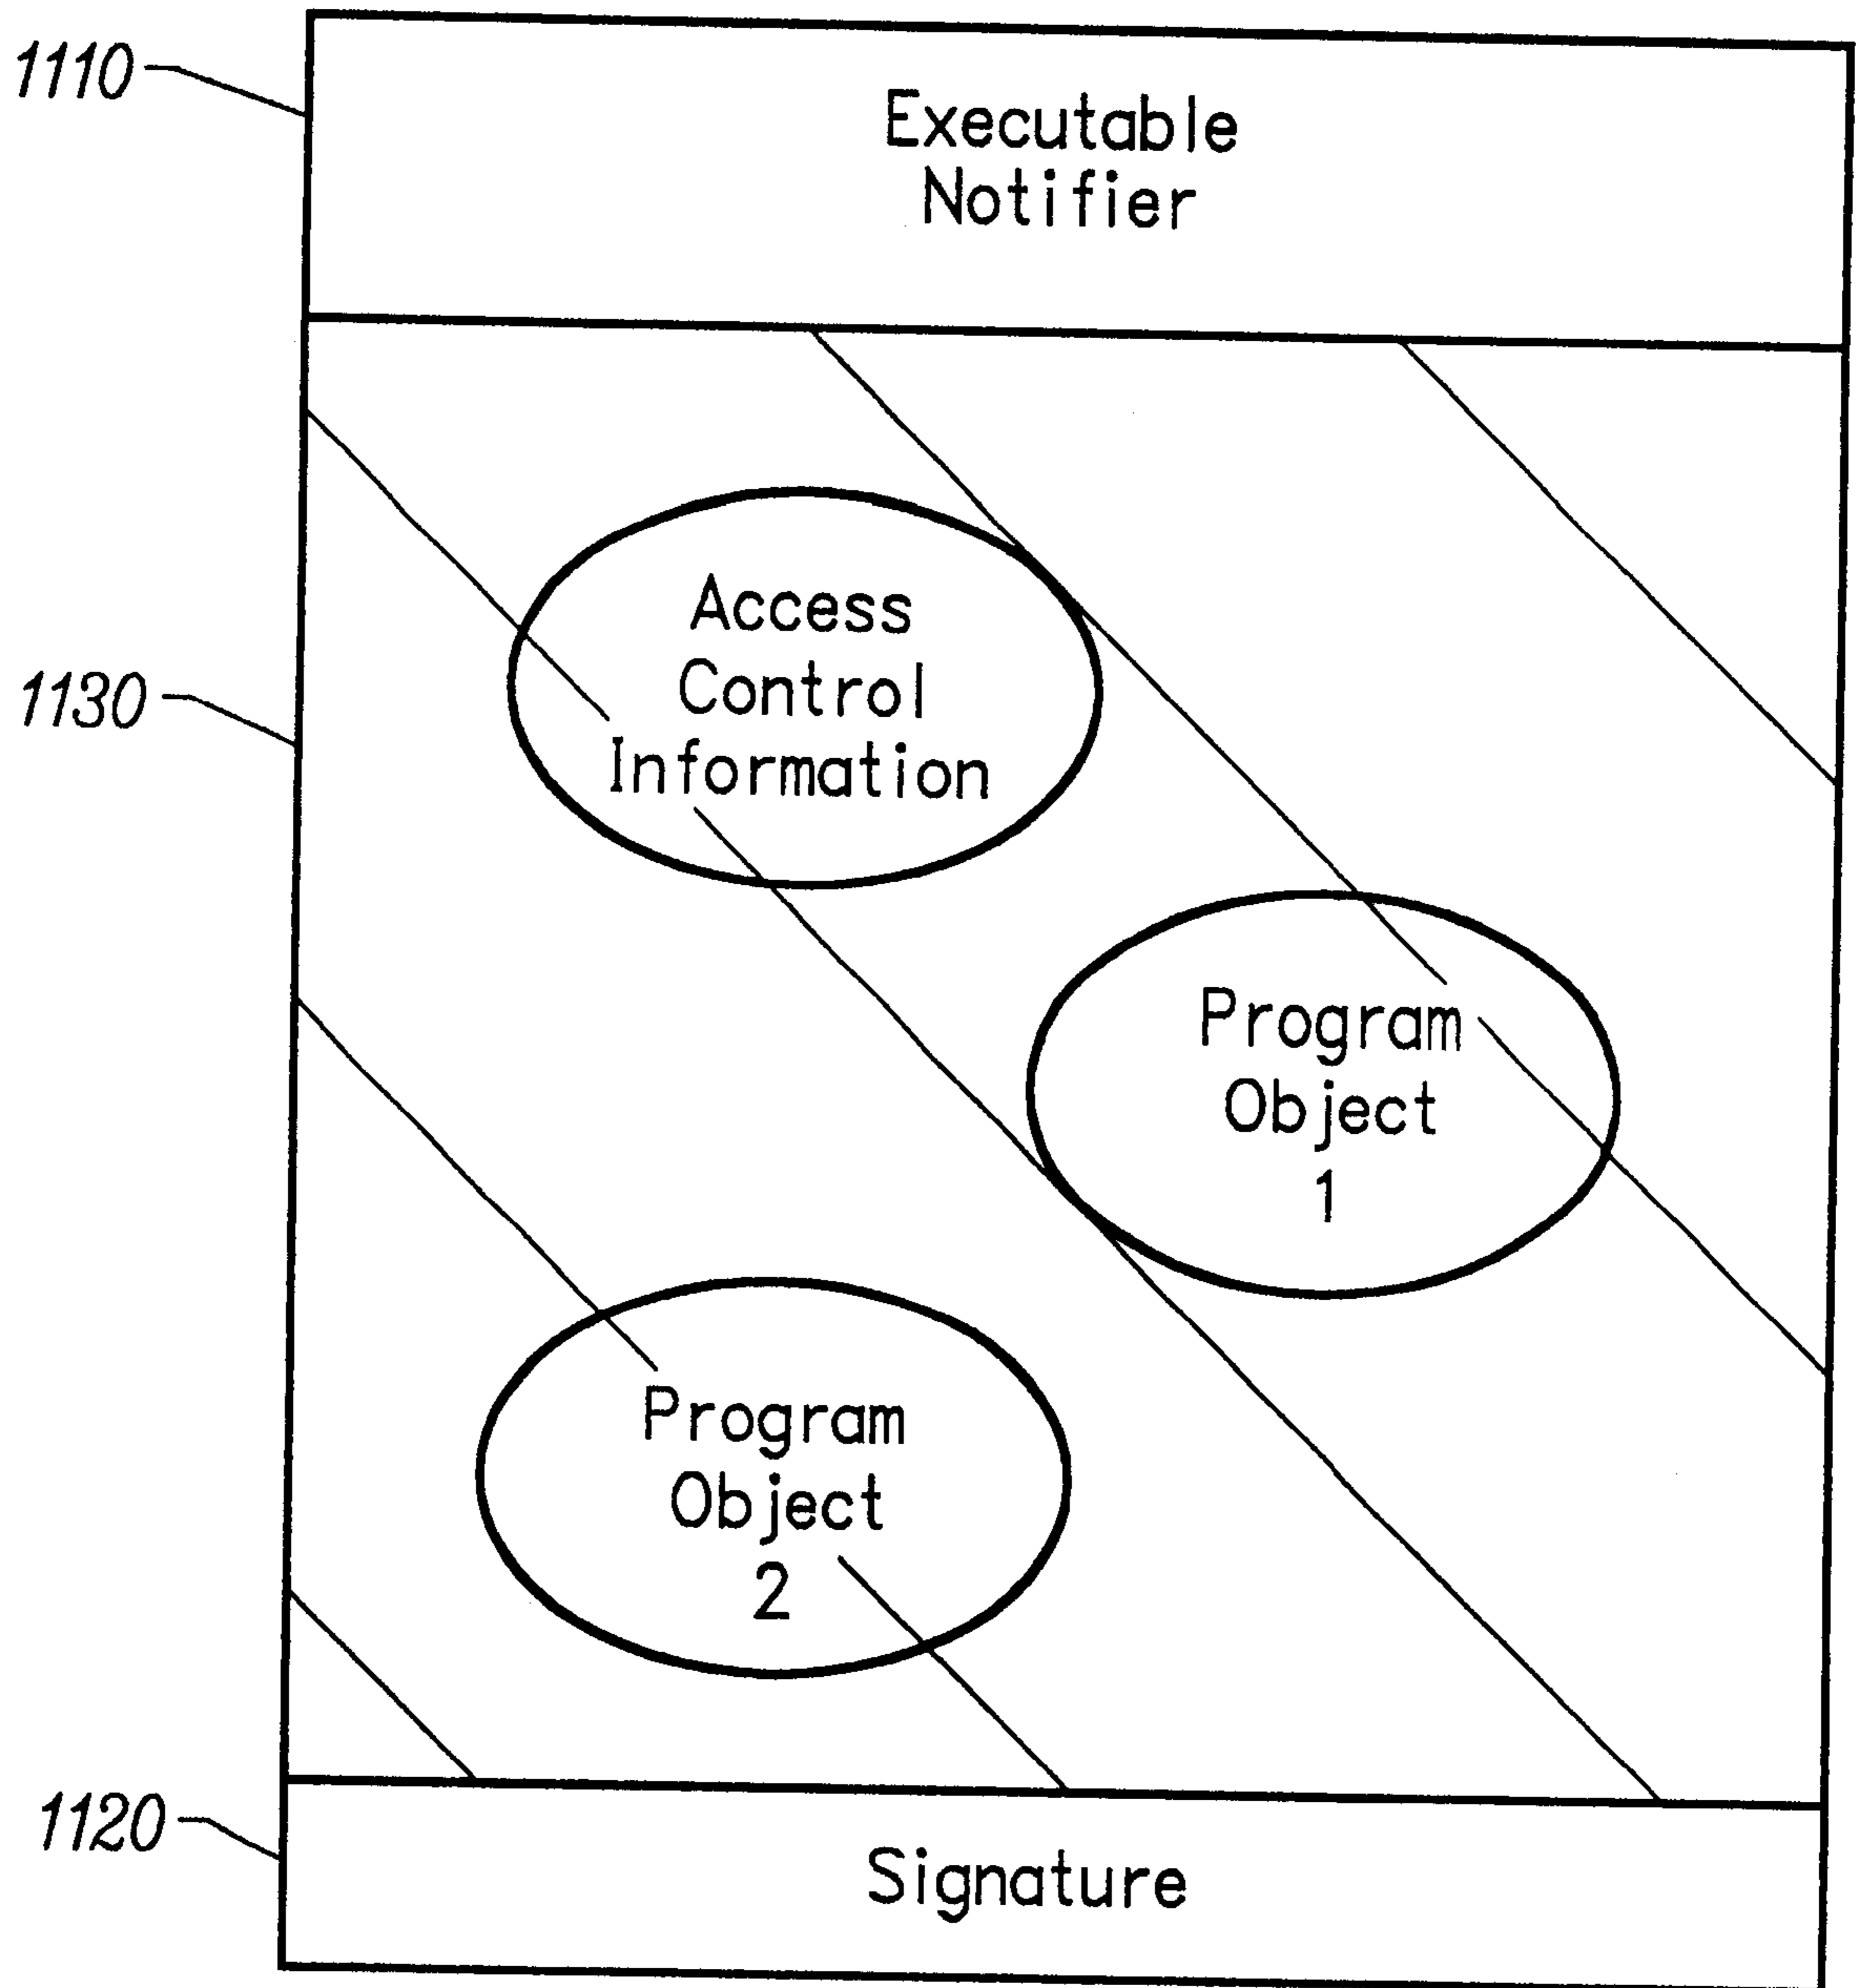 1110
Executable
Notifier
Access
Control
Information
1130
Program
Object
1
Program
Object
2
1120
Signature